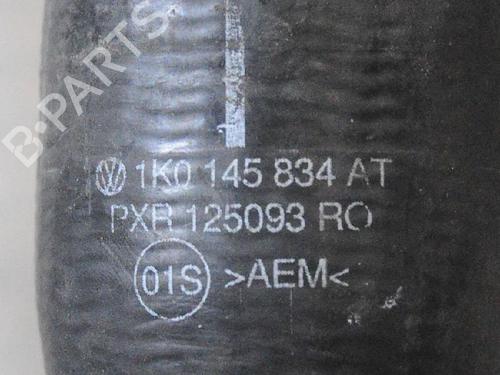 B-PARTS
1K0 145 834 AT
PXR 125093 RO
01S >AEM<